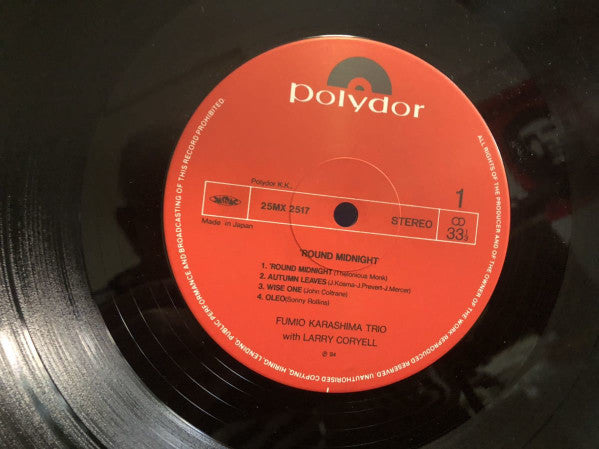 polydor
Polydor K.K.
25MX 2517
STEREO
1
33⅓
Made in Japan
'ROUND MIDNIGHT
1. 'ROUND MIDNIGHT (Thelonious Monk)
2. AUTUMN LEAVES (J.Kosma-J.Prevert-J.Mercer)
3. WISE ONE (John Coltrane)
4. OLEO (Sonny Rollins)
FUMIO KARASHIMA TRIO
with LARRY CORYELL
℗ 84
ALL RIGHTS OF THE PRODUCER AND OF THE OWNER OF THE WORK REPRODUCED RESERVED. UNAUTHORISED COPYING, HIRING, LENDING, PUBLIC PERFORMANCE AND BROADCASTING OF THIS RECORD PROHIBITED.